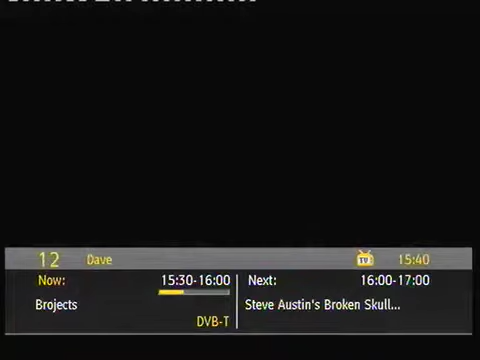 12 Dave TV 15:40
Now: 15:30-16:00 Next: 16:00-17:00
Brojects Steve Austin's Broken Skull...
DVB-T